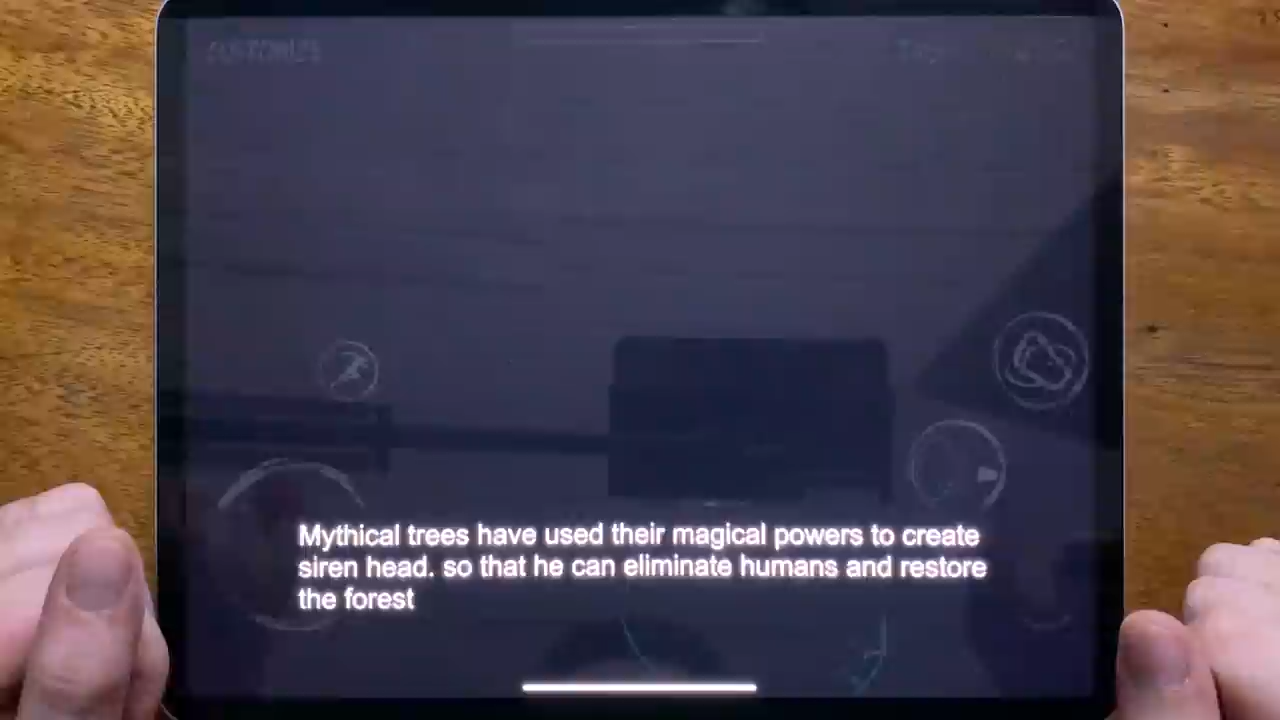 CUSTOMIZE
Mythical trees have used their magical powers to create
siren head. so that he can eliminate humans and restore
the forest